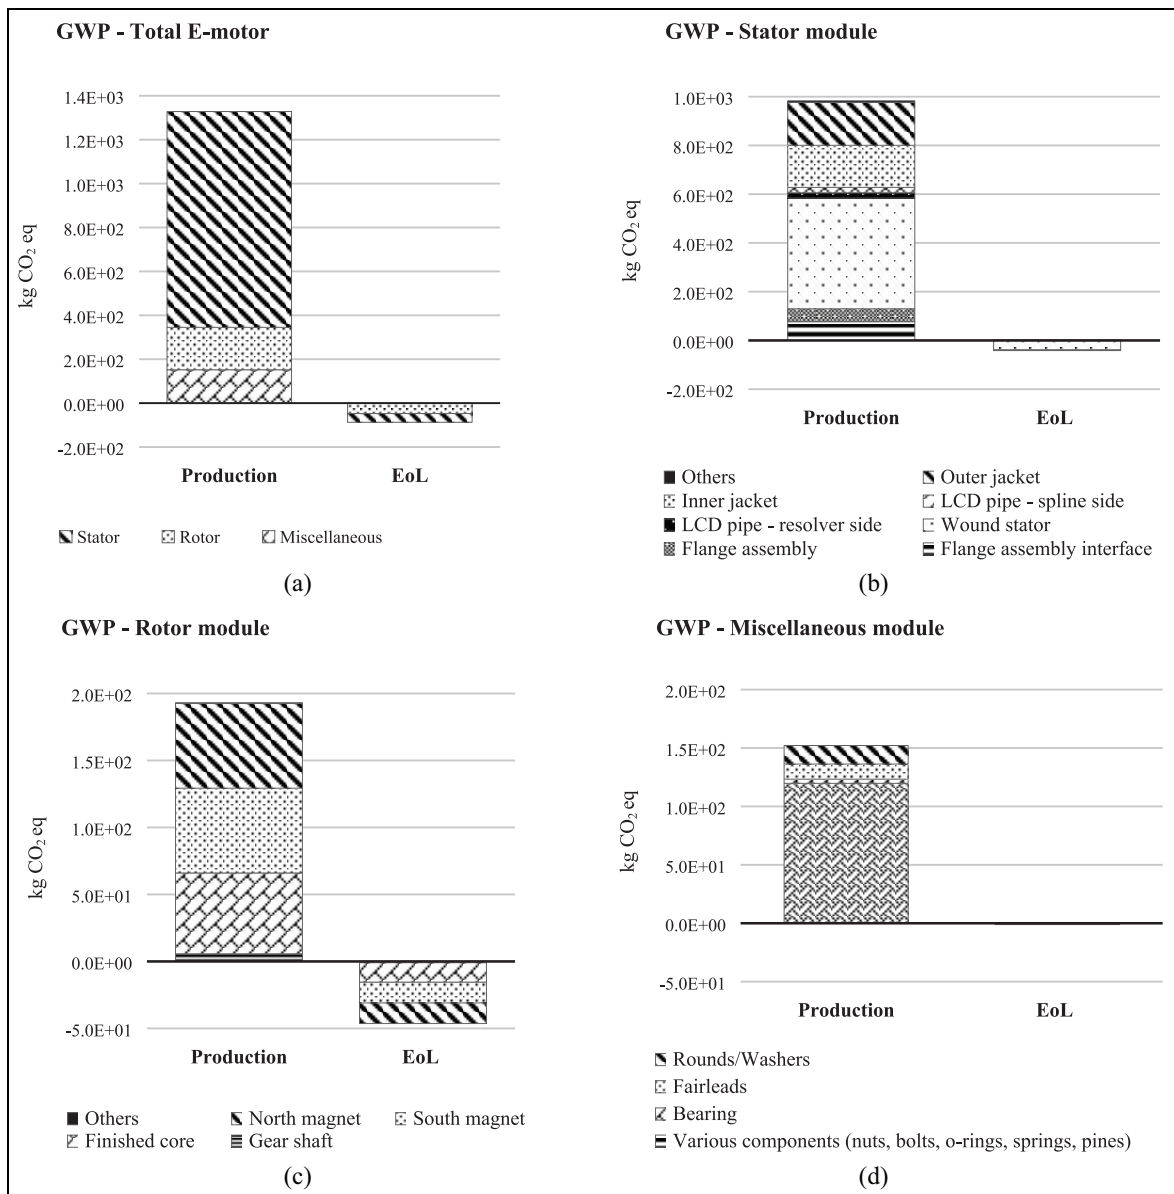 GWP - Total E-motor
kg CO₂ eq
1.4E+03
1.2E+03
1.0E+03
8.0E+02
6.0E+02
4.0E+02
2.0E+02
0.0E+00
-2.0E+02
Production EoL
Stator Rotor Miscellaneous
(a)
GWP - Stator module
kg CO₂ eq
1.0E+03
8.0E+02
6.0E+02
4.0E+02
2.0E+02
0.0E+00
-2.0E+02
Production EoL
Others Outer jacket
Inner jacket LCD pipe - spline side
LCD pipe - resolver side Wound stator
Flange assembly Flange assembly interface
(b)
GWP - Rotor module
kg CO₂ eq
2.0E+02
1.5E+02
1.0E+02
5.0E+01
0.0E+00
-5.0E+01
Production EoL
Others North magnet South magnet
Finished core Gear shaft
(c)
GWP - Miscellaneous module
kg CO₂ eq
2.0E+02
1.5E+02
1.0E+02
5.0E+01
0.0E+00
-5.0E+01
Production EoL
Rounds/Washers
Fairleads
Bearing
Various components (nuts, bolts, o-rings, springs, pines)
(d)